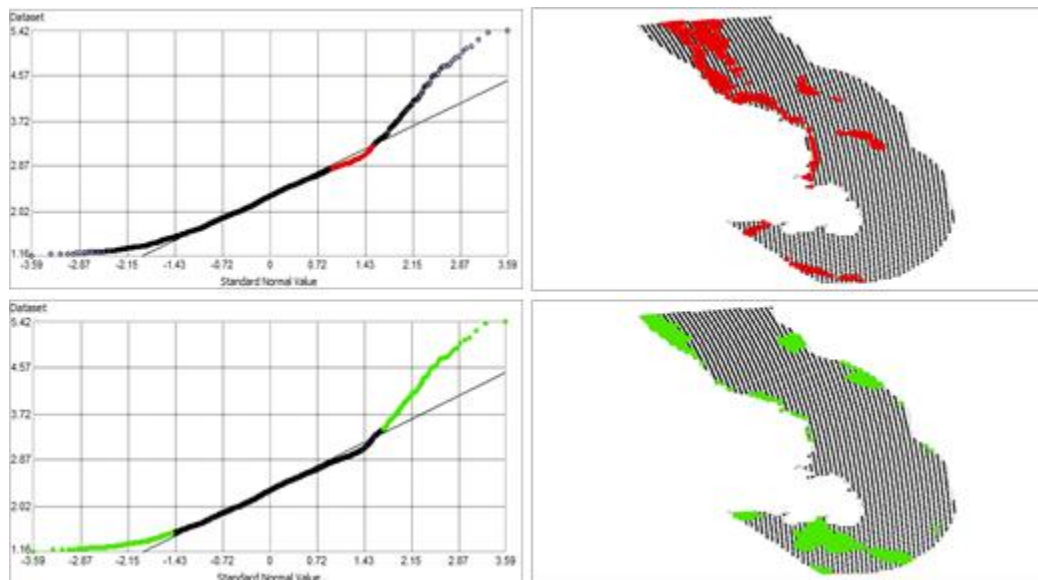 Dataset
5.42
4.57
3.72
2.87
2.02
1.16
-3.59 -2.87 -2.15 -1.43 -0.72 0 0.72 1.43 2.15 2.87 3.59
Standard Normal Value
Dataset
5.42
4.57
3.72
2.87
2.02
1.16
-3.59 -2.87 -2.15 -1.43 -0.72 0 0.72 1.43 2.15 2.87 3.59
Standard Normal Value